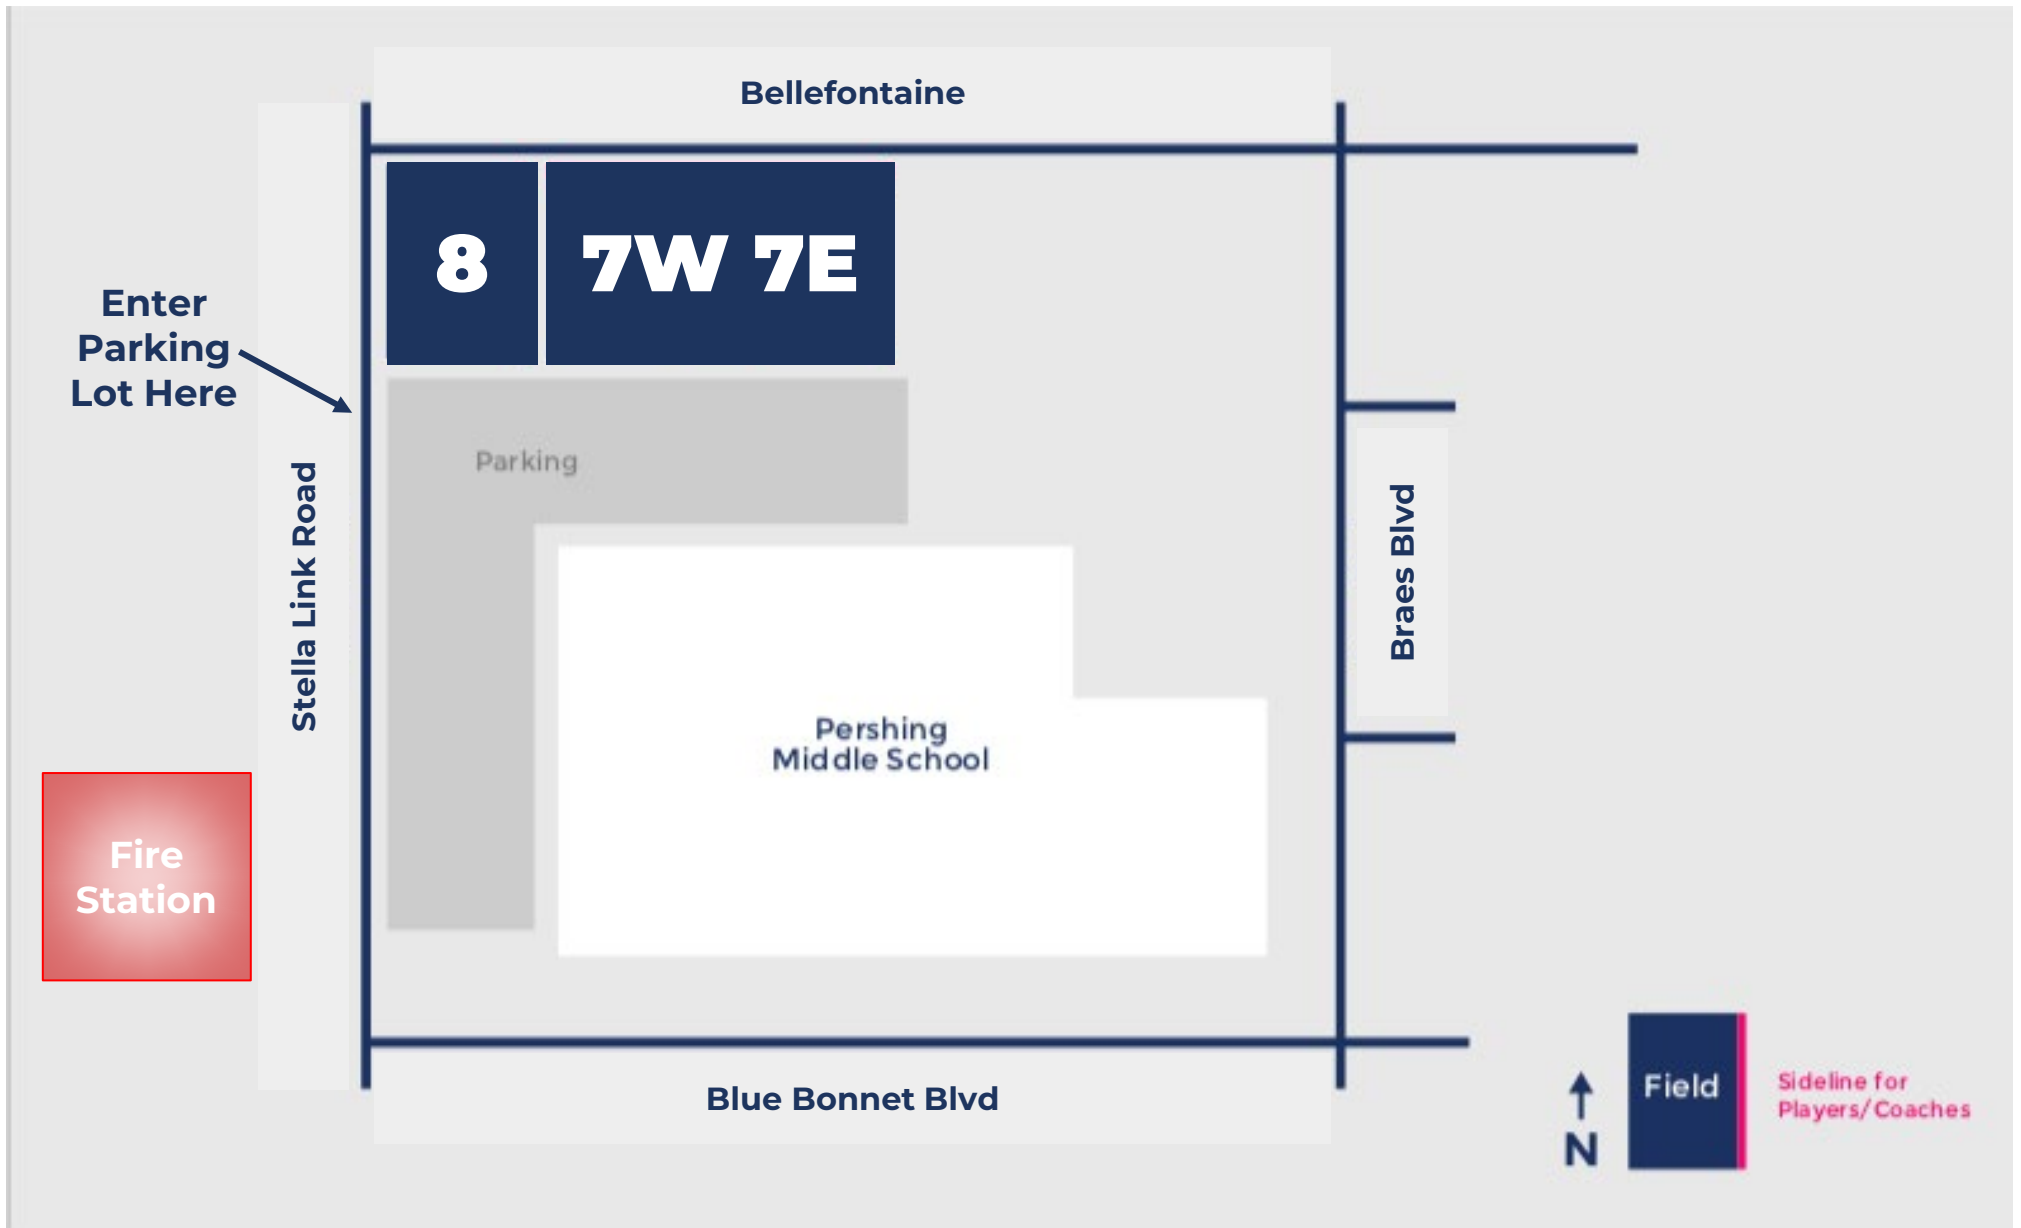 Bellefontaine
8
7W 7E
Enter
Parking
Lot Here
Parking
Stella Link Road
Braes Blvd
Pershing
Middle School
Fire
Station
Blue Bonnet Blvd
N
Field
Sideline for
Players/Coaches